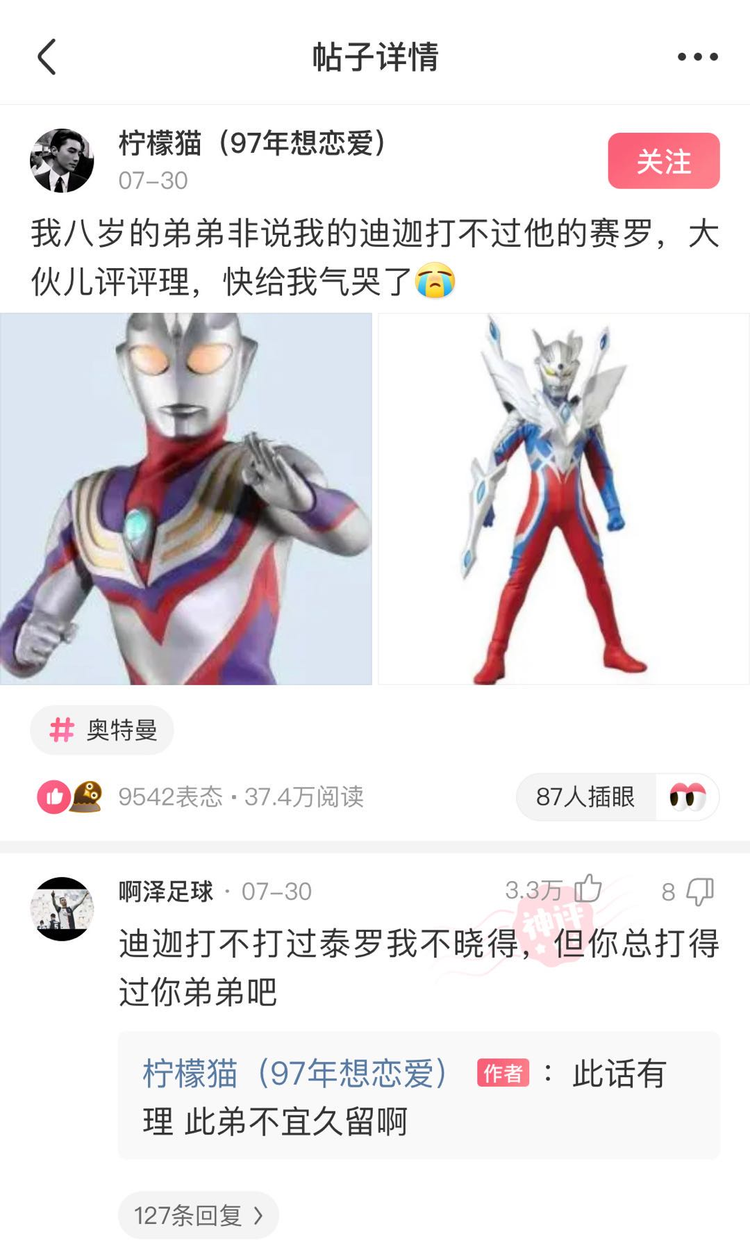 帖子详情
柠檬猫（97年想恋爱）
07-30
关注
我八岁的弟弟非说我的迪迦打不过他的赛罗，大
伙儿评评理，快给我气哭了😭
# 奥特曼
9542表态 · 37.4万阅读
87人插眼
啊泽足球 · 07-30
3.3万
8
神评
迪迦打不打过泰罗我不晓得，但你总打得
过你弟弟吧
柠檬猫（97年想恋爱） 作者 ：此话有
理 此弟不宜久留啊
127条回复 >